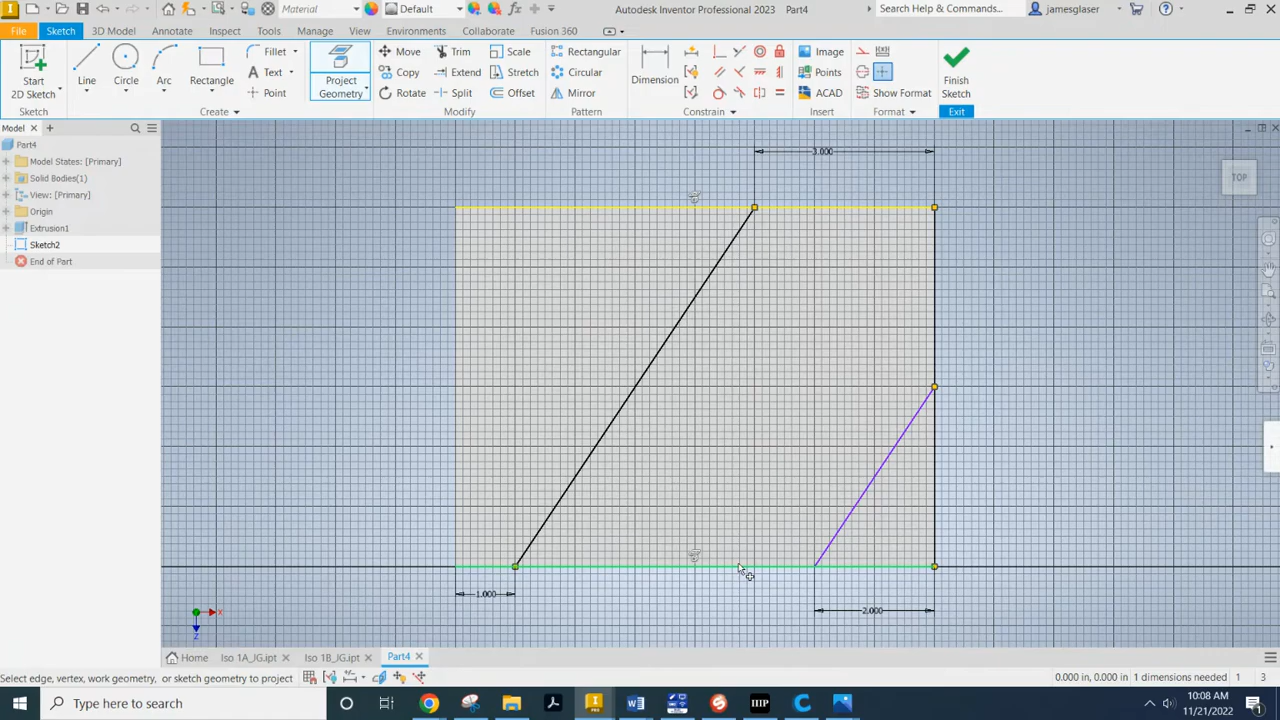 Material Default fx Autodesk Inventor Professional 2023 Part4 Search Help & Commands... jamesglaser
File Sketch 3D Model Annotate Inspect Tools Manage View Environments Collaborate Fusion 360
Fillet Move Trim Scale Rectangular Image
Start 2D Sketch Line Circle Arc Rectangle Text Project Geometry Copy Extend Stretch Circular Dimension Points Finish Sketch
Point Rotate Split Offset Mirror ACAD Show Format
Sketch Create Modify Pattern Constrain Insert Format Exit
Model
Part4
Model States: [Primary]
Solid Bodies(1)
View: [Primary]
Origin
Extrusion1
Sketch2
End of Part
3.000
TOP
1.000
2.000
X
Z
Home Iso 1A_JG.ipt Iso 1B_JG.ipt Part4
Select edge, vertex, work geometry, or sketch geometry to project 0.000 in, 0.000 in 1 dimensions needed 1 3
Type here to search
10:08 AM
11/21/2022